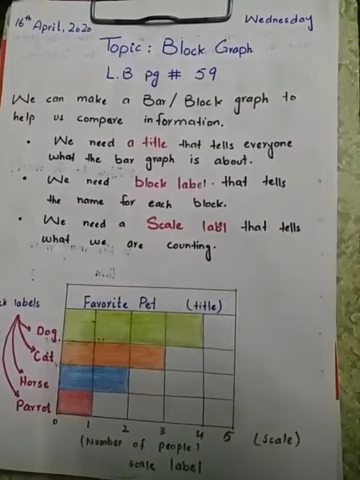 16th April, 2020
Wednesday
Topic: Block Graph
L.B pg # 59
We can make a Bar/Block graph to
help us compare information.
• We need a title that tells everyone
what the bar graph is about.
• We need block label. that tells
the name for each block.
• We need a Scale labl that tells
what we are counting.
Favorite Pet (title)
ck labels
Dog
Cat
Horse
Parrot
0 1 2 3 4 5 (scale)
(Number of people)
scale label